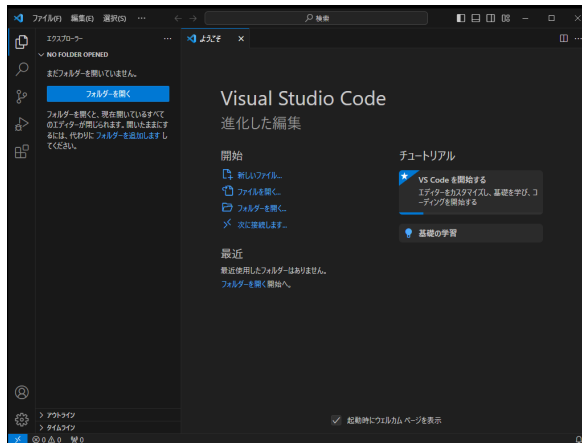 ファイル(F) 編集(E) 選択(S) … 検索
エクスプローラー …
ようこそ ×
NO FOLDER OPENED
まだフォルダーを開いていません。
フォルダーを開く
フォルダーを開くと、現在開いているすべて
のエディターが閉じられます。開いたままにす
るには、代わりに フォルダーを追加します し
てください。
Visual Studio Code
進化した編集
開始
新しいファイル...
ファイルを開く...
フォルダーを開く...
次に接続します...
最近
最近使用したフォルダーはありません。
フォルダーを開く 開始へ。
チュートリアル
VS Code を開始する
エディターをカスタマイズし、基礎を学び、コ
ーディングを開始する
基礎の学習
アウトライン
タイムライン
起動時にウェルカム ページを表示
0 0 0